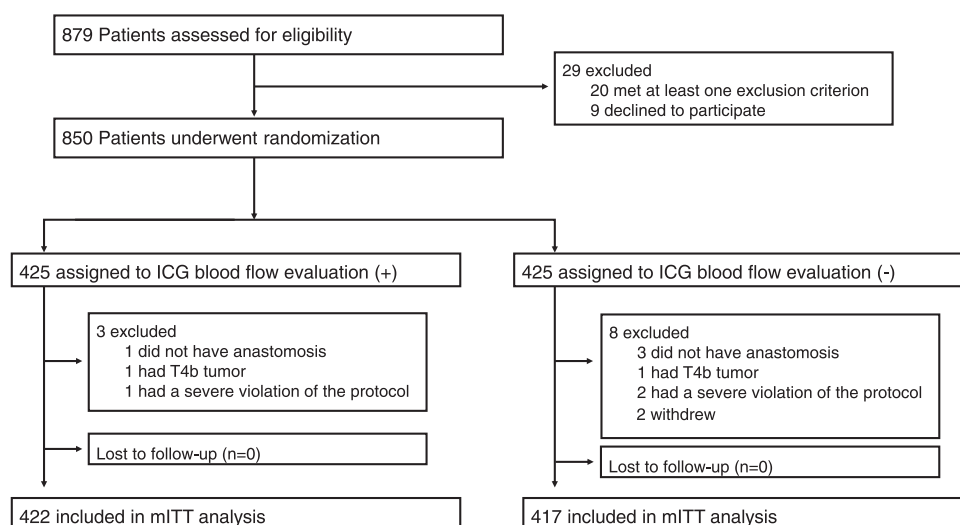 879 Patients assessed for eligibility
29 excluded
20 met at least one exclusion criterion
9 declined to participate
850 Patients underwent randomization
425 assigned to ICG blood flow evaluation (+)
3 excluded
1 did not have anastomosis
1 had T4b tumor
1 had a severe violation of the protocol
Lost to follow-up (n=0)
422 included in mITT analysis
425 assigned to ICG blood flow evaluation (-)
8 excluded
3 did not have anastomosis
1 had T4b tumor
2 had a severe violation of the protocol
2 withdrew
Lost to follow-up (n=0)
417 included in mITT analysis